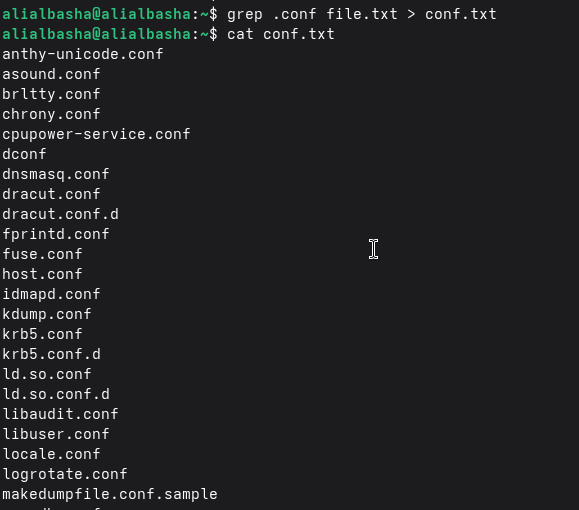 alialbasha@alialbasha:~$ grep .conf file.txt > conf.txt
alialbasha@alialbasha:~$ cat conf.txt
anthy-unicode.conf
asound.conf
brltty.conf
chrony.conf
cpupower-service.conf
dconf
dnsmasq.conf
dracut.conf
dracut.conf.d
fprintd.conf
fuse.conf
host.conf
idmapd.conf
kdump.conf
krb5.conf
krb5.conf.d
ld.so.conf
ld.so.conf.d
libaudit.conf
libuser.conf
locale.conf
logrotate.conf
makedumpfile.conf.sample